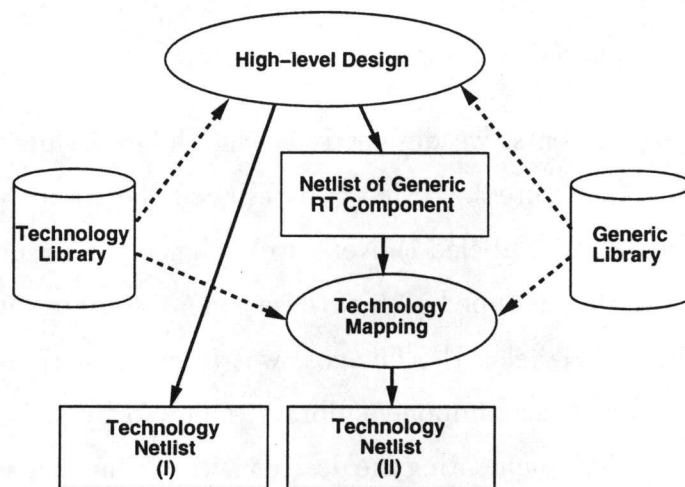 High-level Design
Netlist of Generic
RT Component
Technology
Library
Generic
Library
Technology
Mapping
Technology
Netlist
(I)
Technology
Netlist
(II)